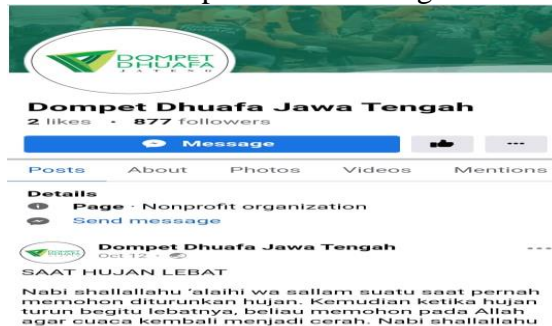 DOMPET
DHUAFA
JATENG
Dompet Dhuafa Jawa Tengah
2 likes · 877 followers
Message
Posts About Photos Videos Mentions
Details
Page · Nonprofit organization
Send message
Dompet Dhuafa Jawa Tengah
Oct 12 ·
SAAT HUJAN LEBAT
Nabi shallallahu 'alaihi wa sallam suatu saat pernah
memohon diturunkan hujan. Kemudian ketika hujan
turun begitu lebatnya, beliau memohon pada Allah
agar cuaca kembali menjadi cerah. Nabi shallallahu